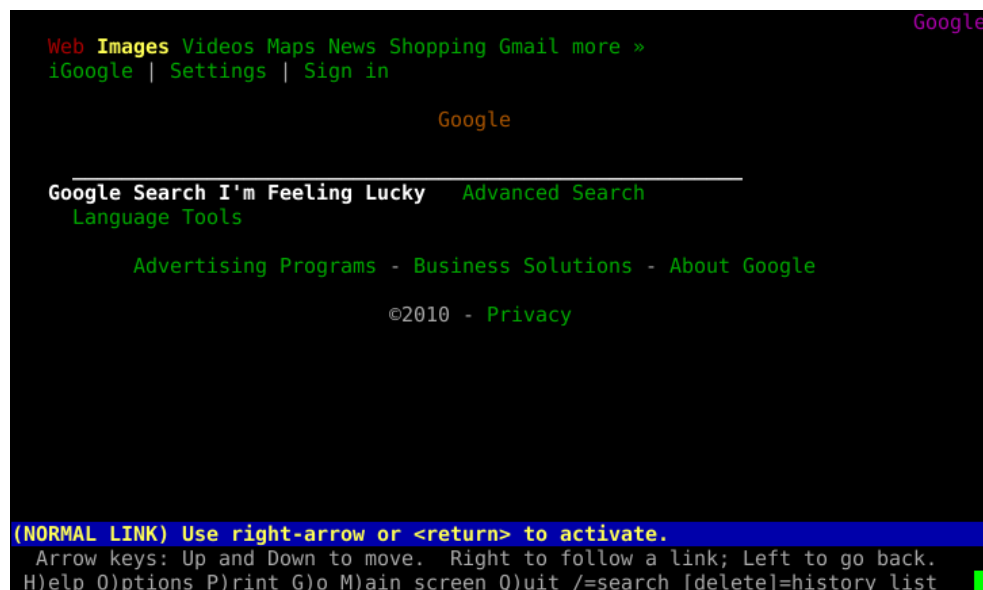 Google
Web Images Videos Maps News Shopping Gmail more »
iGoogle | Settings | Sign in
Google
Google Search I'm Feeling Lucky Advanced Search
Language Tools
Advertising Programs - Business Solutions - About Google
©2010 - Privacy
(NORMAL LINK) Use right-arrow or <return> to activate.
Arrow keys: Up and Down to move. Right to follow a link; Left to go back.
H)elp O)ptions P)rint G)o M)ain screen Q)uit /=search [delete]=history list